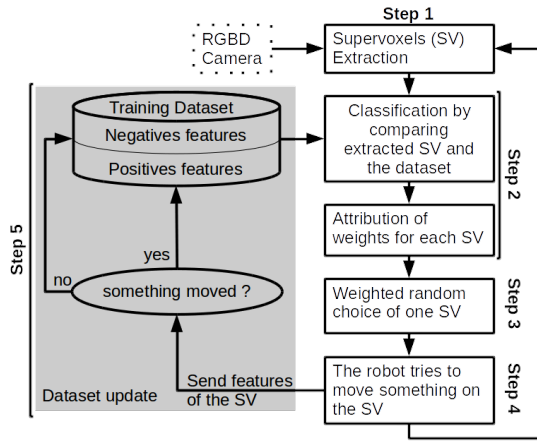 Step 1
RGBD
Camera
Supervoxels (SV)
Extraction
Training Dataset
Negatives features
Positives features
Classification by
comparing
extracted SV and
the dataset
Step 2
Attribution of
weights for each SV
Step 5
yes
no
something moved ?
Weighted random
choice of one SV
Step 3
Send features
of the SV
Dataset update
The robot tries to
move something on
the SV
Step 4